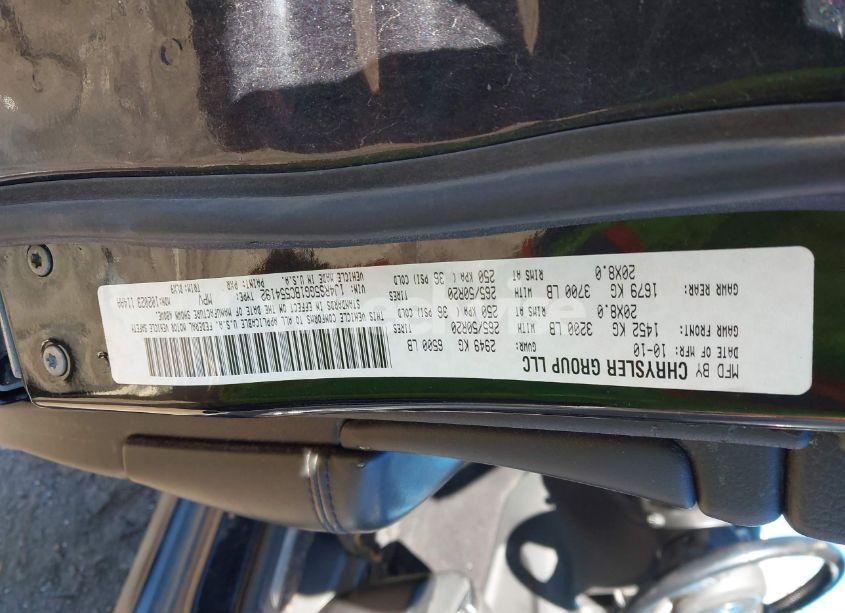 MFD BY CHRYSLER GROUP LLC
DATE OF MFR: 10-10 GVWR: 2949 KG 6500 LB
GAWR FRONT: 1452 KG 3200 LB WITH 265/50R20 TIRES
20X8.0 RIMS AT 250 KPA ( 36 PSI) COLD
GAWR REAR: 1679 KG 3700 LB WITH 265/50R20 TIRES
20X8.0 RIMS AT 250 KPA ( 36 PSI) COLD
THIS VEHICLE CONFORMS TO ALL APPLICABLE FEDERAL MOTOR VEHICLE SAFETY
STANDARDS IN EFFECT ON THE DATE OF MANUFACTURE SHOWN ABOVE.
VIN: TYPE: MPV
VEHICLE MADE IN U.S.A. PAINT: PXR TRIM: